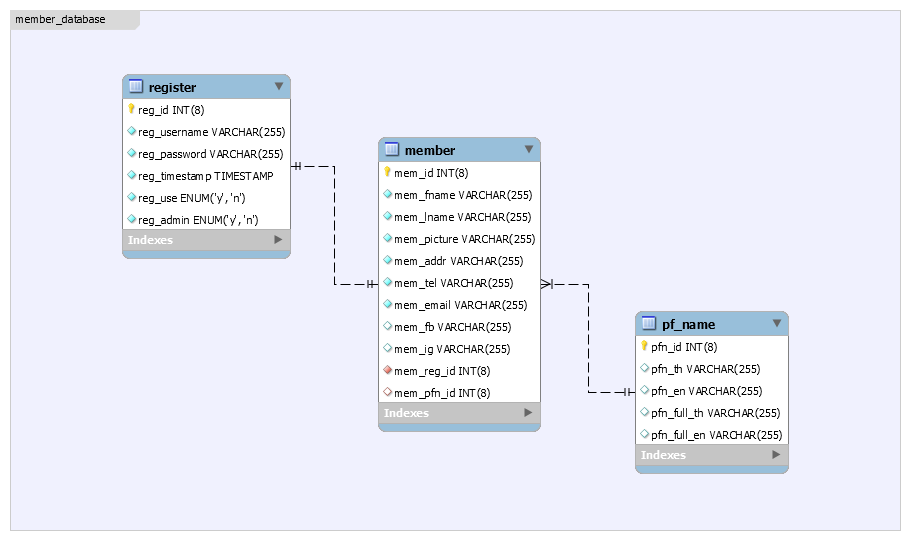 member_database
register
reg_id INT(8)
reg_username VARCHAR(255)
reg_password VARCHAR(255)
reg_timestamp TIMESTAMP
reg_use ENUM('y','n')
reg_admin ENUM('y','n')
Indexes
member
mem_id INT(8)
mem_fname VARCHAR(255)
mem_lname VARCHAR(255)
mem_picture VARCHAR(255)
mem_addr VARCHAR(255)
mem_tel VARCHAR(255)
mem_email VARCHAR(255)
mem_fb VARCHAR(255)
mem_ig VARCHAR(255)
mem_reg_id INT(8)
mem_pfn_id INT(8)
Indexes
pf_name
pfn_id INT(8)
pfn_th VARCHAR(255)
pfn_en VARCHAR(255)
pfn_full_th VARCHAR(255)
pfn_full_en VARCHAR(255)
Indexes